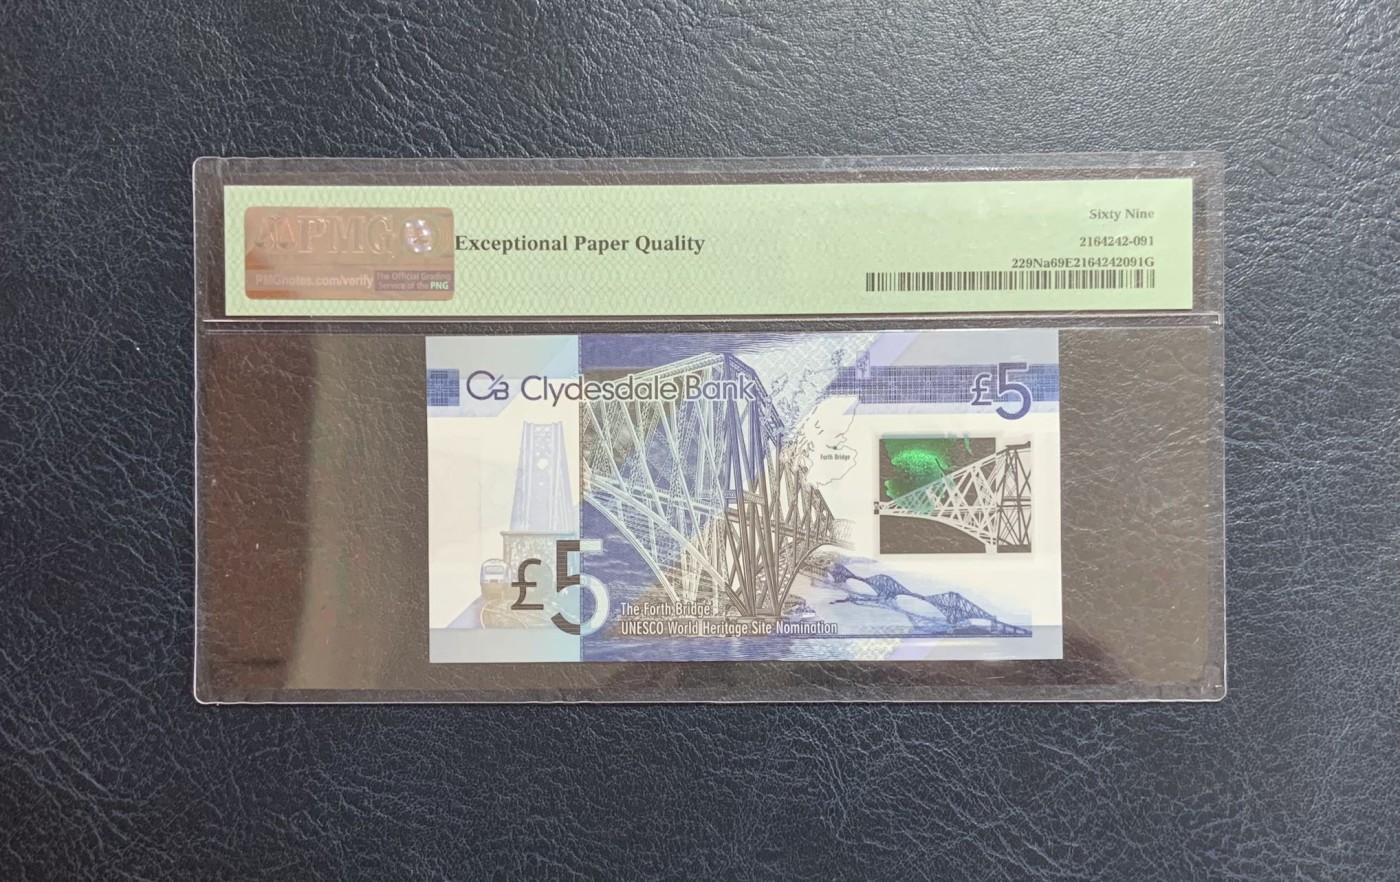 PMG
PMGnotes.com/verify
The Official Grading
Service of the PNG
Exceptional Paper Quality
Sixty Nine
2164242-091
229Na69E2164242091G
CB Clydesdale Bank
£5
Forth Bridge
£5
The Forth Bridge
UNESCO World Heritage Site Nomination